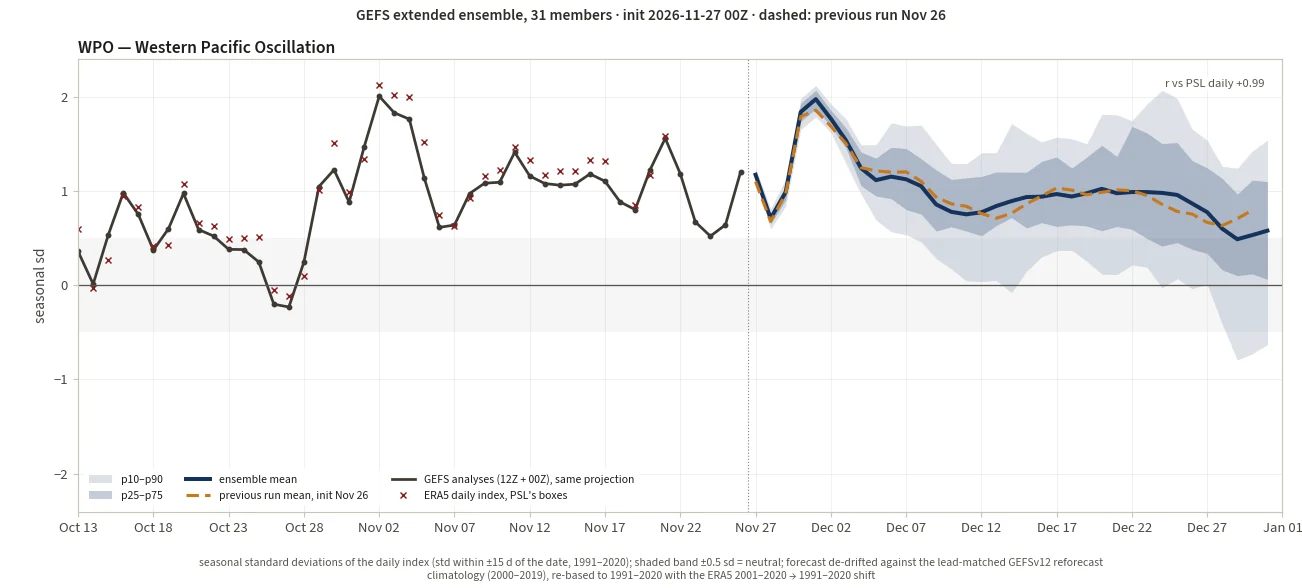 GEFS extended ensemble, 31 members · init 2026-11-27 00Z · dashed: previous run Nov 26
WPO — Western Pacific Oscillation
r vs PSL daily +0.99
2
1
0
−1
−2
seasonal sd
p10–p90
p25–p75
ensemble mean
previous run mean, init Nov 26
GEFS analyses (12Z + 00Z), same projection
ERA5 daily index, PSL's boxes
Oct 13
Oct 18
Oct 23
Oct 28
Nov 02
Nov 07
Nov 12
Nov 17
Nov 22
Nov 27
Dec 02
Dec 07
Dec 12
Dec 17
Dec 22
Dec 27
Jan 01
seasonal standard deviations of the daily index (std within ±15 d of the date, 1991–2020); shaded band ±0.5 sd = neutral; forecast de-drifted against the lead-matched GEFSv12 reforecast
climatology (2000–2019), re-based to 1991–2020 with the ERA5 2001–2020 → 1991–2020 shift